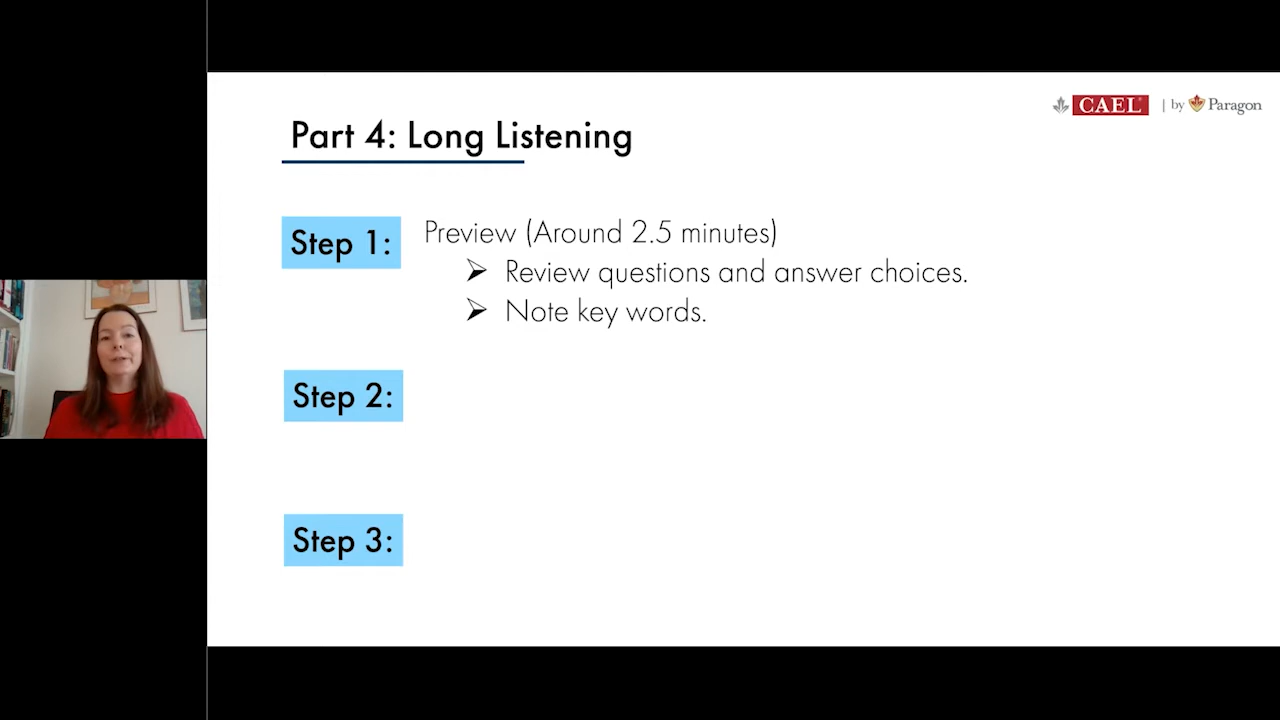 CAEL | by Paragon
Part 4: Long Listening
Step 1:
Preview (Around 2.5 minutes)
➢ Review questions and answer choices.
➢ Note key words.
Step 2:
Step 3: